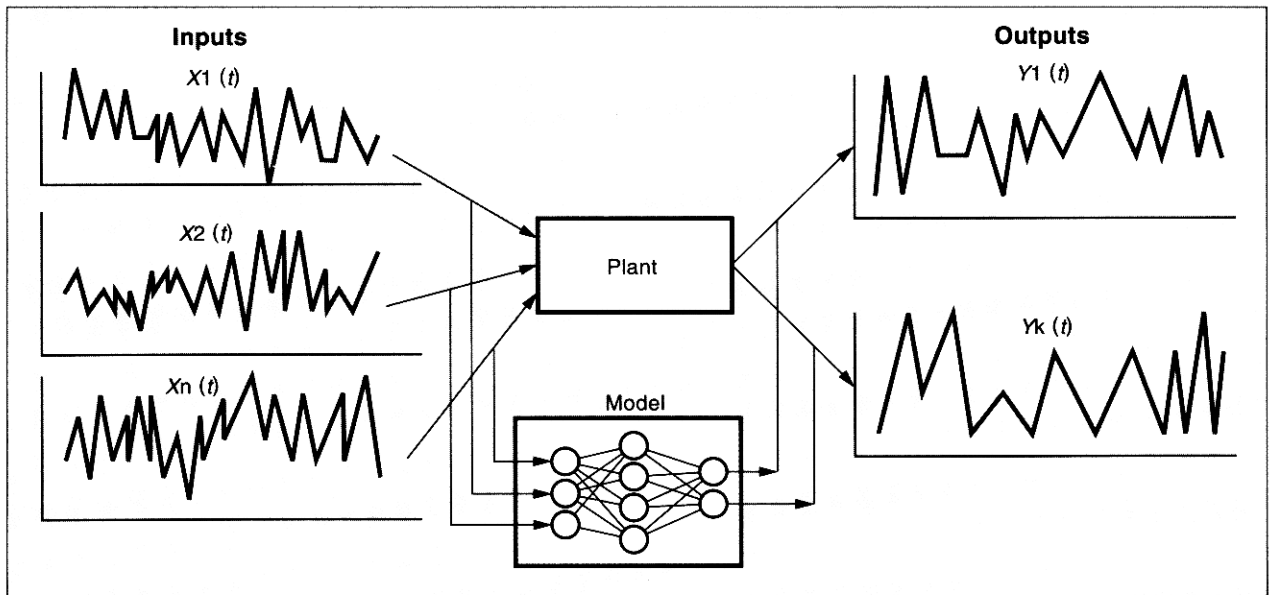 Inputs
Outputs
X1 (t)
Y1 (t)
X2 (t)
Plant
Yk (t)
Xn (t)
Model